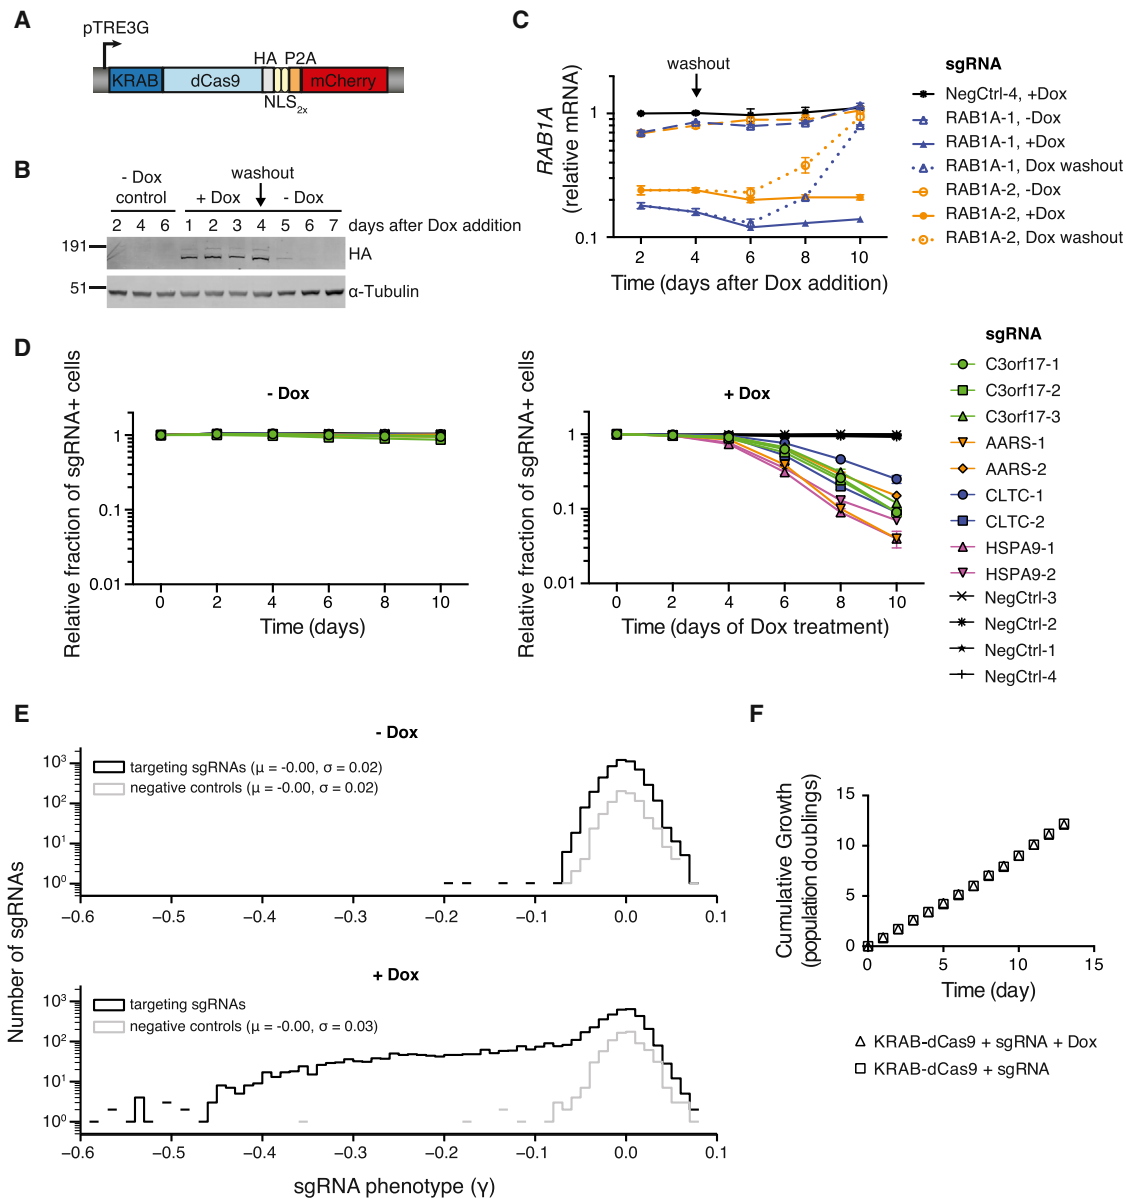 A
pTRE3G
HA P2A
KRAB dCas9 mCherry
NLS2x
B
- Dox control
+ Dox
washout
- Dox
2 4 6 1 2 3 4 5 6 7 days after Dox addition
191
HA
51
α-Tubulin
C
washout
RAB1A
(relative mRNA)
1
0.1
2 4 6 8 10
Time (days after Dox addition)
sgRNA
NegCtrl-4, +Dox
RAB1A-1, -Dox
RAB1A-1, +Dox
RAB1A-1, Dox washout
RAB1A-2, -Dox
RAB1A-2, +Dox
RAB1A-2, Dox washout
D
Relative fraction of sgRNA+ cells
- Dox
1
0.1
0.01
0 2 4 6 8 10
Time (days)
Relative fraction of sgRNA+ cells
+ Dox
1
0.1
0.01
0 2 4 6 8 10
Time (days of Dox treatment)
sgRNA
C3orf17-1
C3orf17-2
C3orf17-3
AARS-1
AARS-2
CLTC-1
CLTC-2
HSPA9-1
HSPA9-2
NegCtrl-3
NegCtrl-2
NegCtrl-1
NegCtrl-4
E
Number of sgRNAs
- Dox
targeting sgRNAs (μ = -0.00, σ = 0.02)
negative controls (μ = -0.00, σ = 0.02)
10³
10²
10¹
10⁰
−0.6 −0.5 −0.4 −0.3 −0.2 −0.1 0.0 0.1
+ Dox
targeting sgRNAs
negative controls (μ = -0.00, σ = 0.03)
10³
10²
10¹
10⁰
−0.6 −0.5 −0.4 −0.3 −0.2 −0.1 0.0 0.1
sgRNA phenotype (γ)
F
Cumulative Growth
(population doublings)
15
10
5
0
0 5 10 15
Time (day)
KRAB-dCas9 + sgRNA + Dox
KRAB-dCas9 + sgRNA